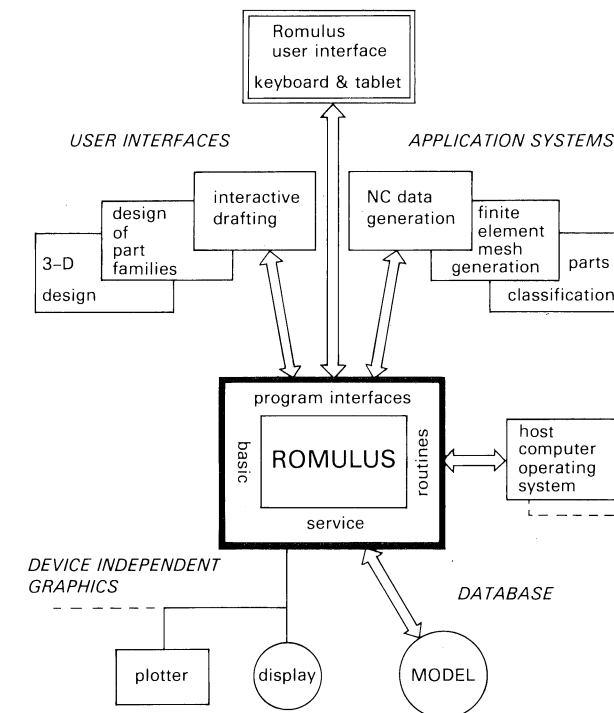 Romulus
user interface
keyboard & tablet
USER INTERFACES
APPLICATION SYSTEMS
interactive
drafting
design
of
part
families
3-D
design
NC data
generation
finite
element
mesh
generation
parts
classification
program interfaces
basic
ROMULUS
routines
service
host
computer
operating
system
DEVICE INDEPENDENT
GRAPHICS
DATABASE
plotter
display
MODEL